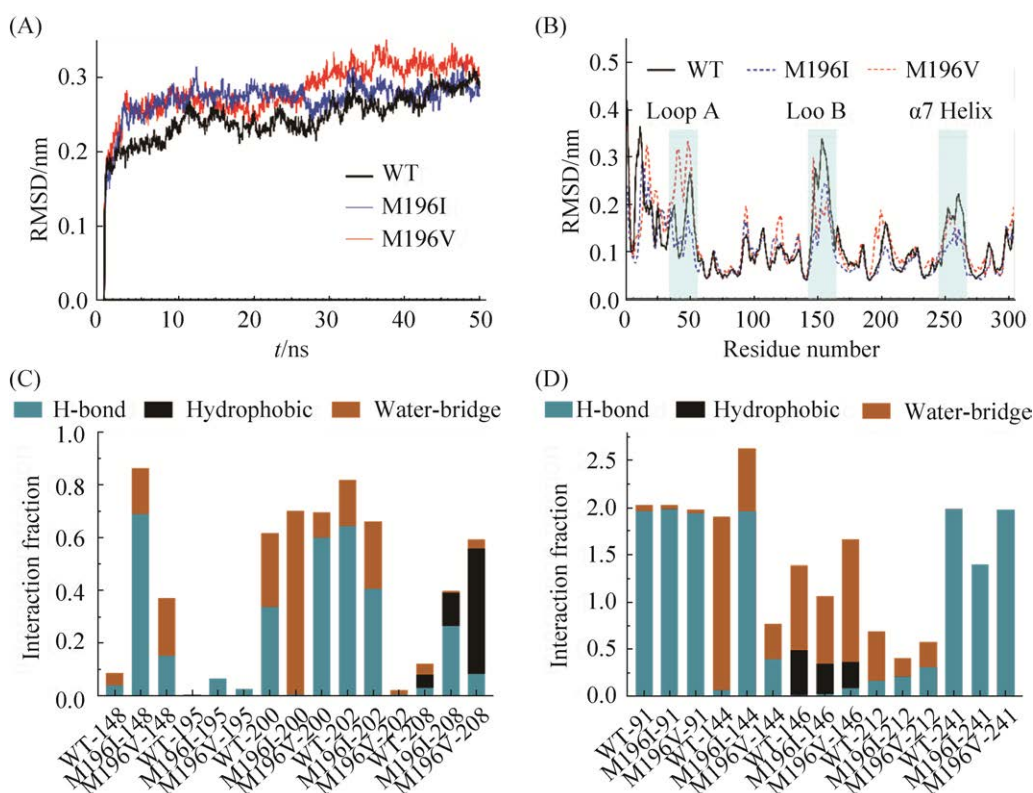 (A)
RMSD/nm
0.3
0.2
0.1
0.0
0 10 20 30 40 50
t/ns
WT
M196I
M196V
(B)
RMSD/nm
0.5
0.4
0.3
0.2
0.1
0.0
0 50 100 150 200 250 300
Residue number
WT M196I M196V
Loop A Loo B α7 Helix
(C)
H-bond Hydrophobic Water-bridge
Interaction fraction
1.0
0.8
0.6
0.4
0.2
0.0
WT-148
M196I-148
M196V-148
WT-195
M196I-195
M196V-195
WT-200
M196I-200
M196V-200
WT-202
M196I-202
M196V-202
WT-208
M196I-208
M196V-208
(D)
H-bond Hydrophobic Water-bridge
Interaction fraction
2.5
2.0
1.5
1.0
0.5
0.0
WT-91
M196I-91
M196V-91
WT-144
M196I-144
M196V-144
WT-146
M196I-146
M196V-146
WT-212
M196I-212
M196V-212
WT-241
M196I-241
M196V-241